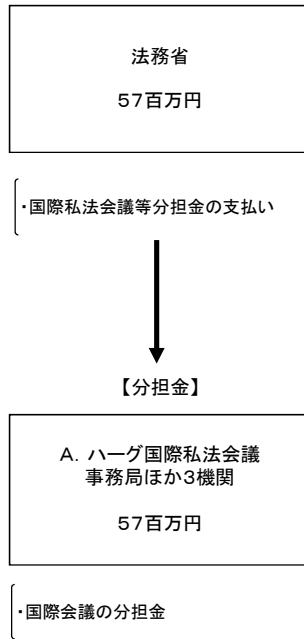 法務省
57百万円
・国際私法会議等分担金の支払い
【分担金】
A．ハーグ国際私法会議
事務局ほか3機関
57百万円
・国際会議の分担金